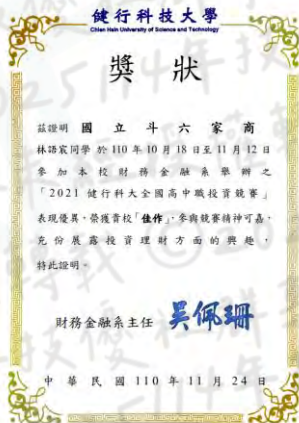 健行科技大學
Chien Hsin University of Science and Technology
獎狀
茲證明 國立斗六家商
林語宸同學 於 110 年 10 月 18 日至 11 月 12 日
參加本校財務金融系舉辦之
「2021 健行科大全國高中職投資競賽」
表現優異，榮獲貴校「佳作」，參與競賽精神可嘉，
充份展露投資理財方面的興趣，
特此證明。
財務金融系主任 吳佩珊
中華民國 110 年 11 月 24 日